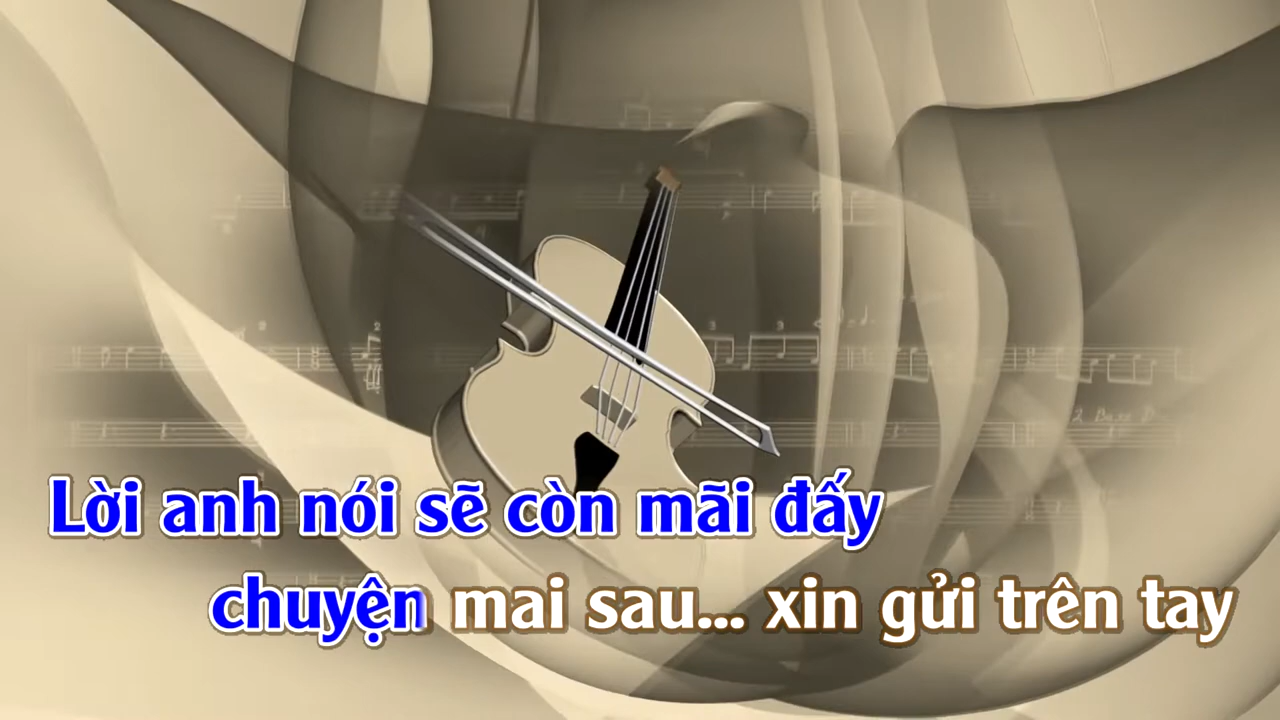 Lời anh nói sẽ còn mãi đấy
chuyện mai sau... xin gửi trên tay